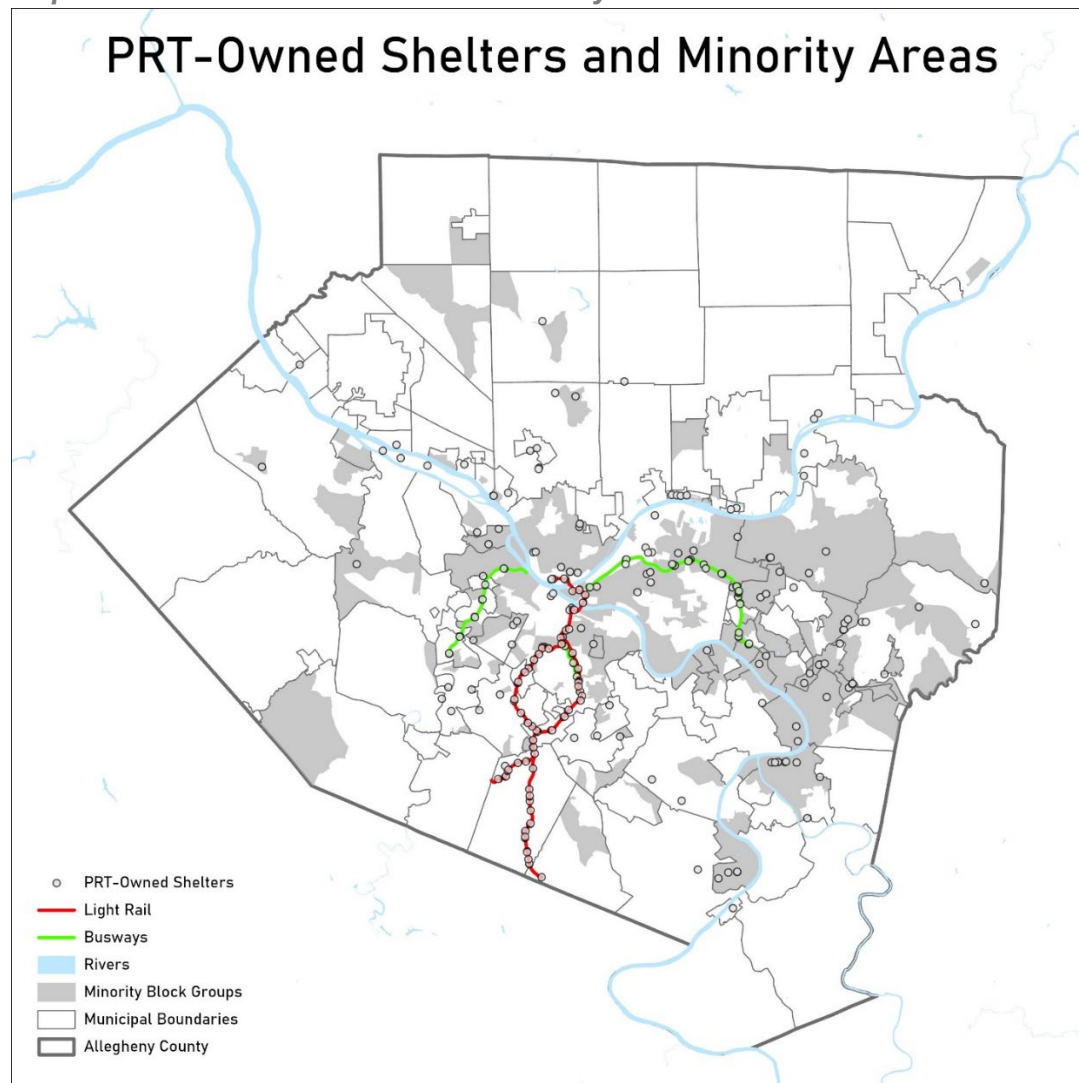 PRT-Owned Shelters and Minority Areas
PRT-Owned Shelters
Light Rail
Busways
Rivers
Minority Block Groups
Municipal Boundaries
Allegheny County